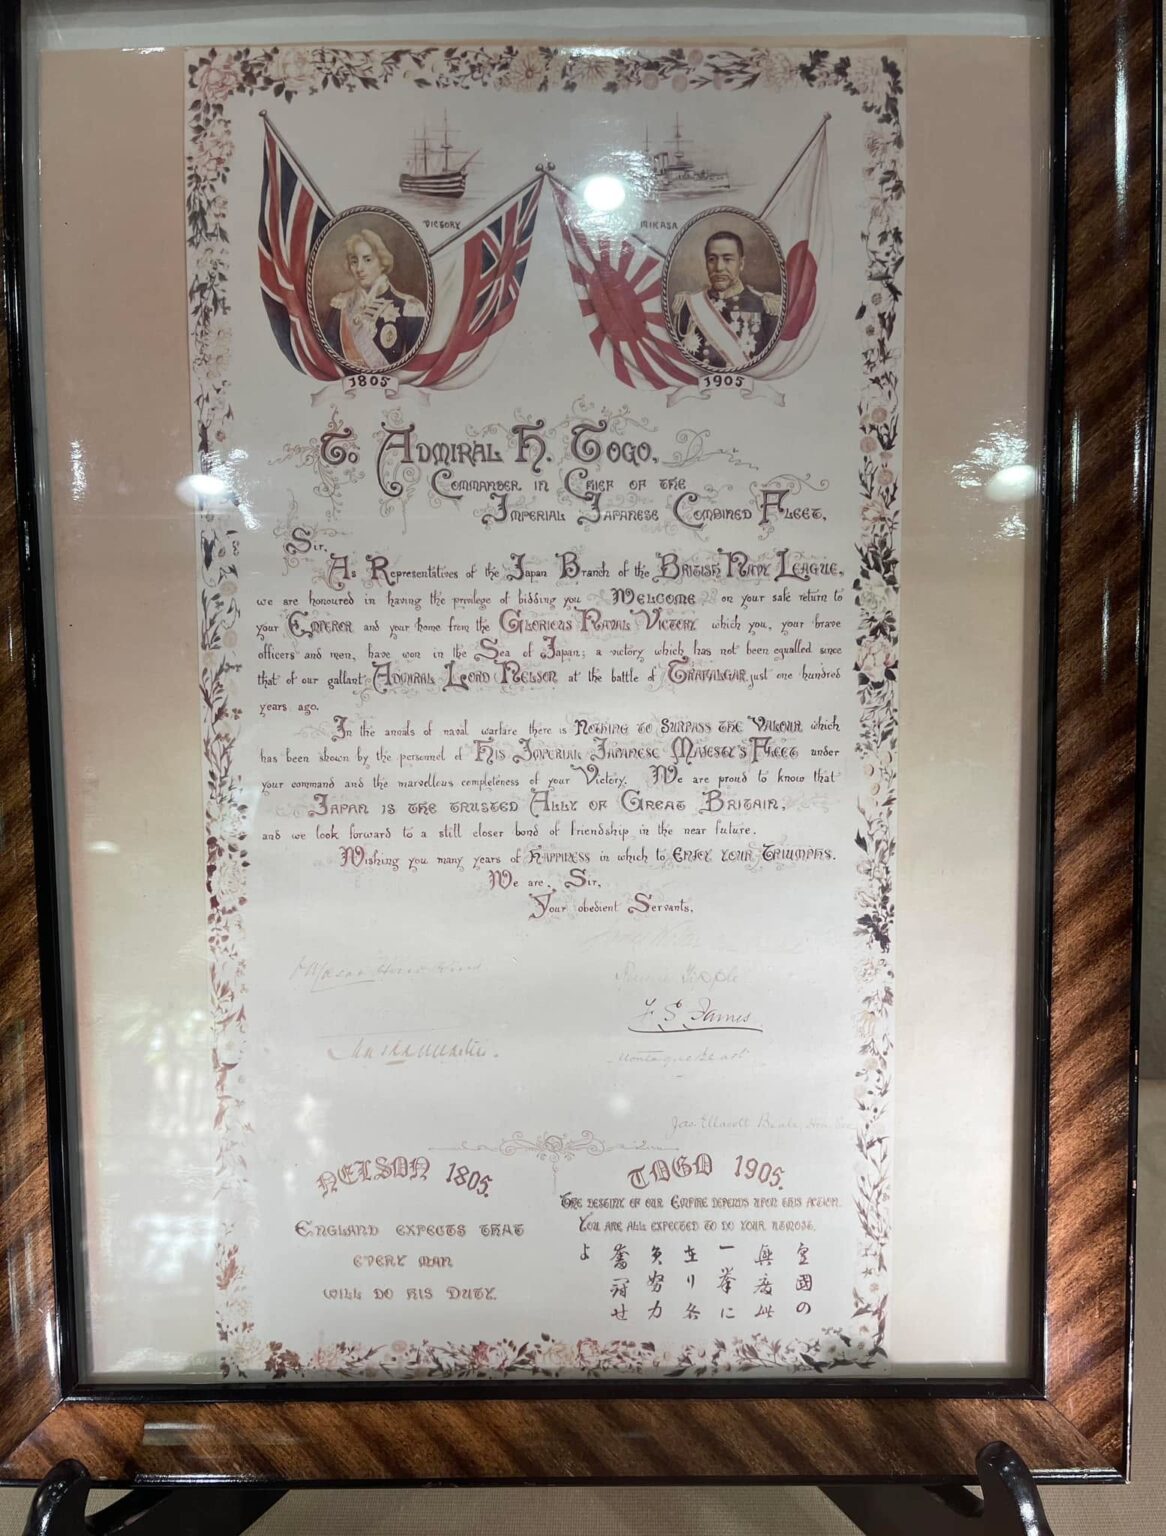 VICTORY
MIKASA
1805
1905
To Admiral H. Togo,
Commander in Chief of the
Imperial Japanese Combined Fleet,
Sir,
As Representatives of the Japan Branch of the British Navy League,
we are honoured in having the privilege of bidding you Welcome on your safe return to
your Emperor and your home from the Glorious Naval Victory which you, your brave
officers and men, have won in the Sea of Japan; a victory which has not been equalled since
that of our gallant Admiral Lord Nelson at the battle of Trafalgar just one hundred
years ago.
In the annals of naval warfare there is Nothing to Surpass the Valour which
has been shown by the personnel of His Imperial Japanese Majesty's Fleet under
your command and the marvellous completeness of your Victory. We are proud to know that
Japan is the trusted Ally of Great Britain,
and we look forward to a still closer bond of friendship in the near future.
Wishing you many years of Happiness in which to Enjoy your Triumphs.
We are, Sir,
Your obedient Servants,
F S James
Montague Beart
Jas. Ellacott Beale, Hon. Sec
NELSON 1805.
England expects that
every man
will do his Duty.
TOGO 1905.
The destiny of our Empire depends upon this action.
You are all expected to do your utmost.
皇國の
興廢此
一擧に
在り各
員努力
奮
せ
よ